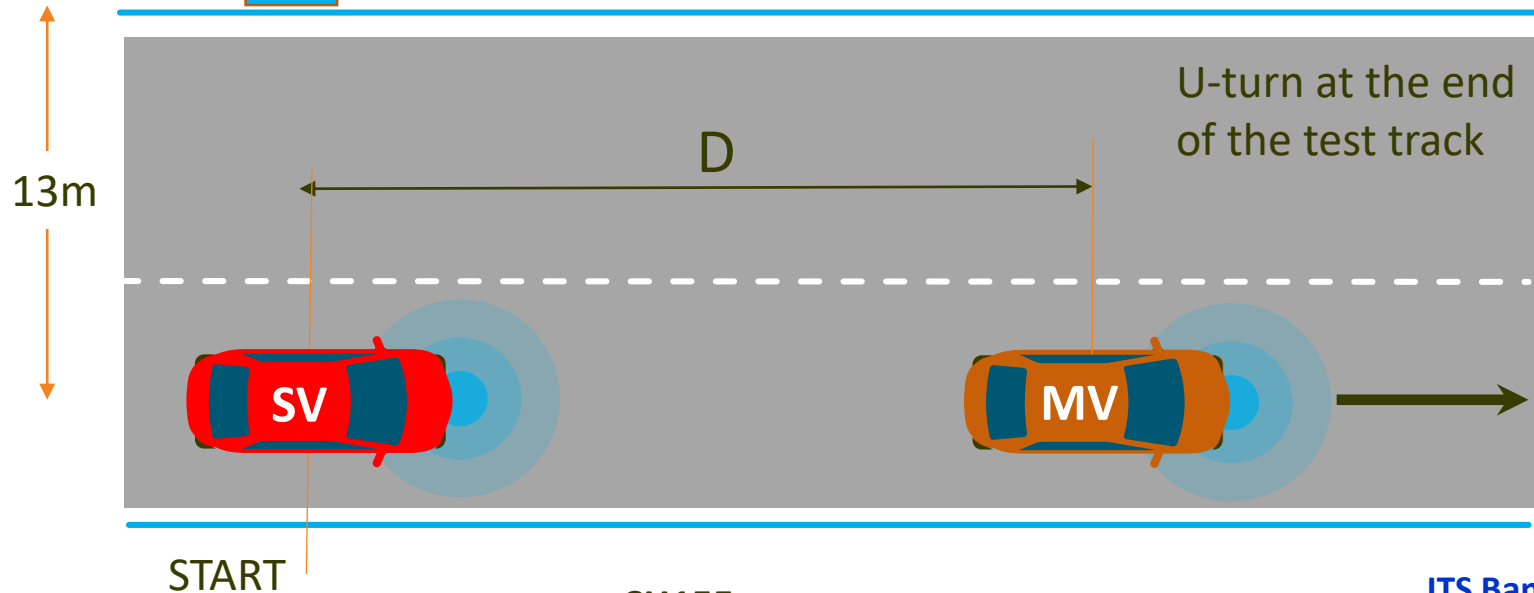 U-turn at the end
of the test track
D
13m
SV
MV
START